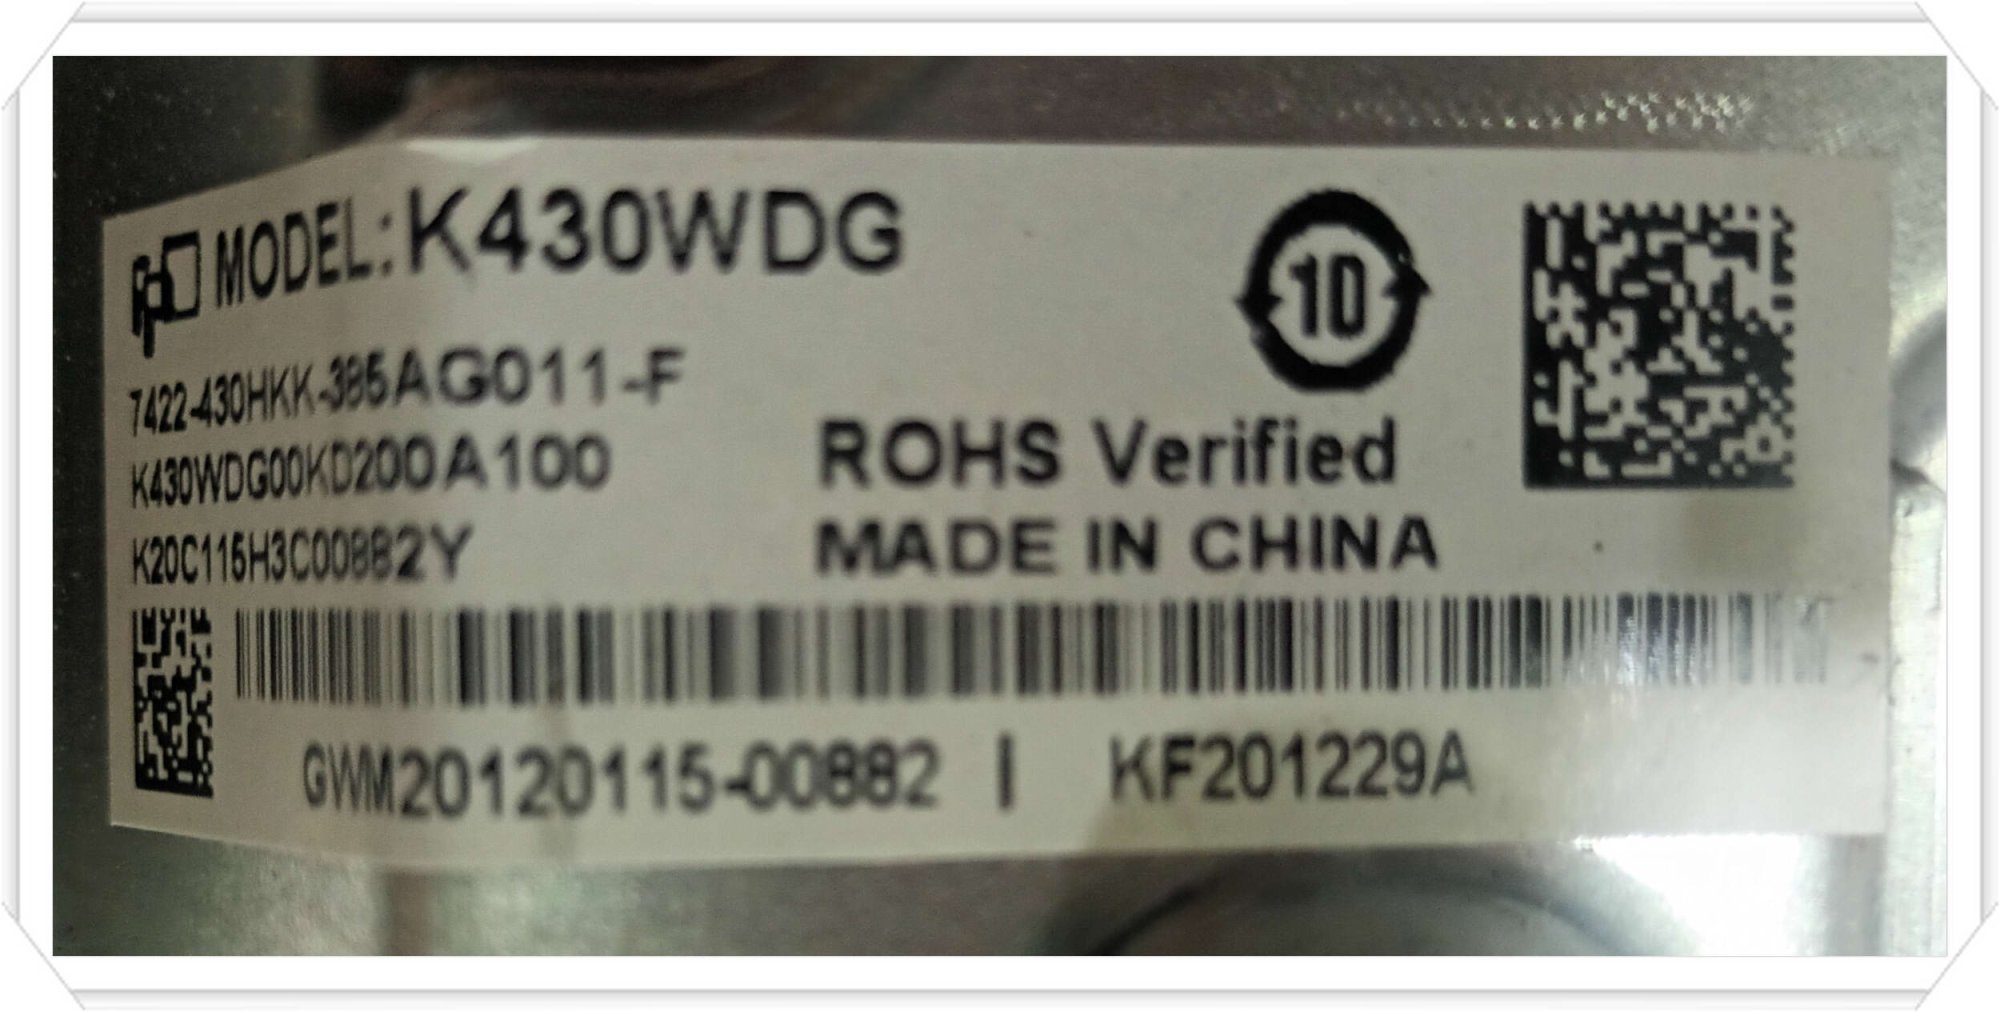 MODEL: K430WDG
10
7422-430HKK-385AG011-F
K430WDG00KD200A100
ROHS Verified
K20C115H3C00882Y
MADE IN CHINA
GWM20120115-00882 | KF201229A